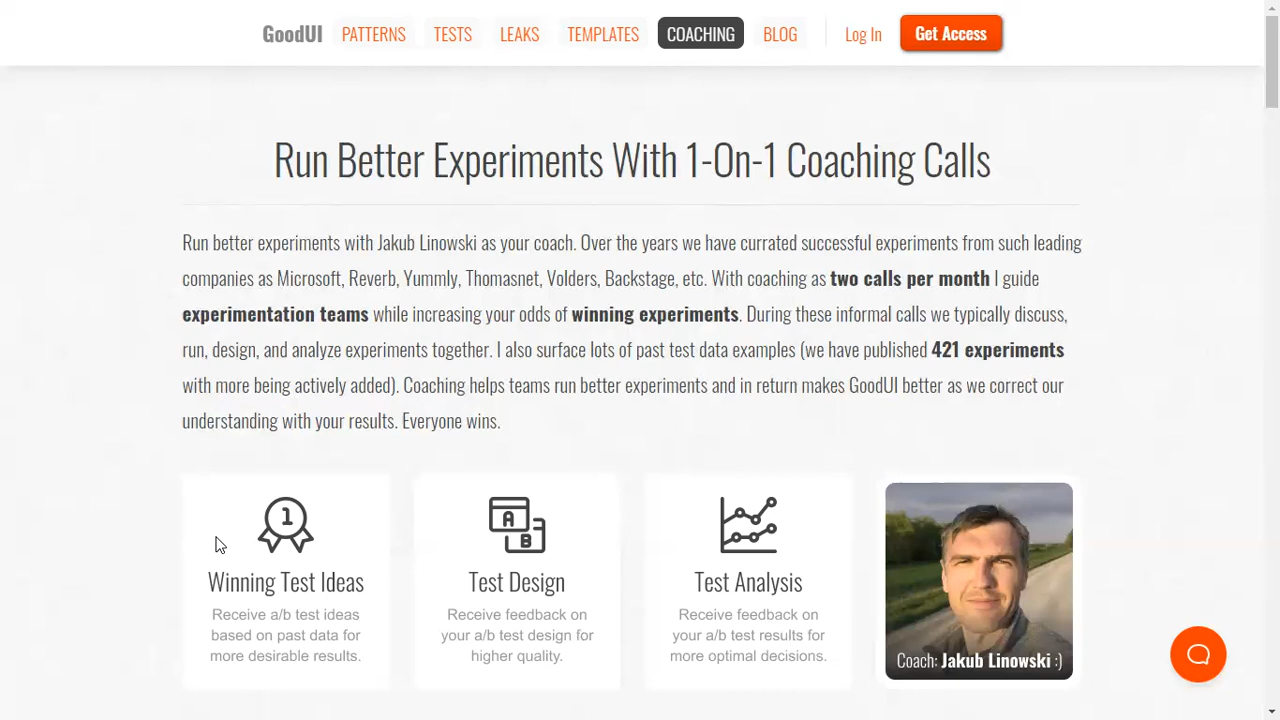 GoodUI PATTERNS TESTS LEAKS TEMPLATES COACHING BLOG Log In Get Access
Run Better Experiments With 1-On-1 Coaching Calls
Run better experiments with Jakub Linowski as your coach. Over the years we have currated successful experiments from such leading
companies as Microsoft, Reverb, Yummly, Thomasnet, Volders, Backstage, etc. With coaching as two calls per month I guide
experimentation teams while increasing your odds of winning experiments. During these informal calls we typically discuss,
run, design, and analyze experiments together. I also surface lots of past test data examples (we have published 421 experiments
with more being actively added). Coaching helps teams run better experiments and in return makes GoodUI better as we correct our
understanding with your results. Everyone wins.
1
Winning Test Ideas
Receive a/b test ideas
based on past data for
more desirable results.
A
B
Test Design
Receive feedback on
your a/b test design for
higher quality.
Test Analysis
Receive feedback on
your a/b test results for
more optimal decisions.
Coach: Jakub Linowski :)